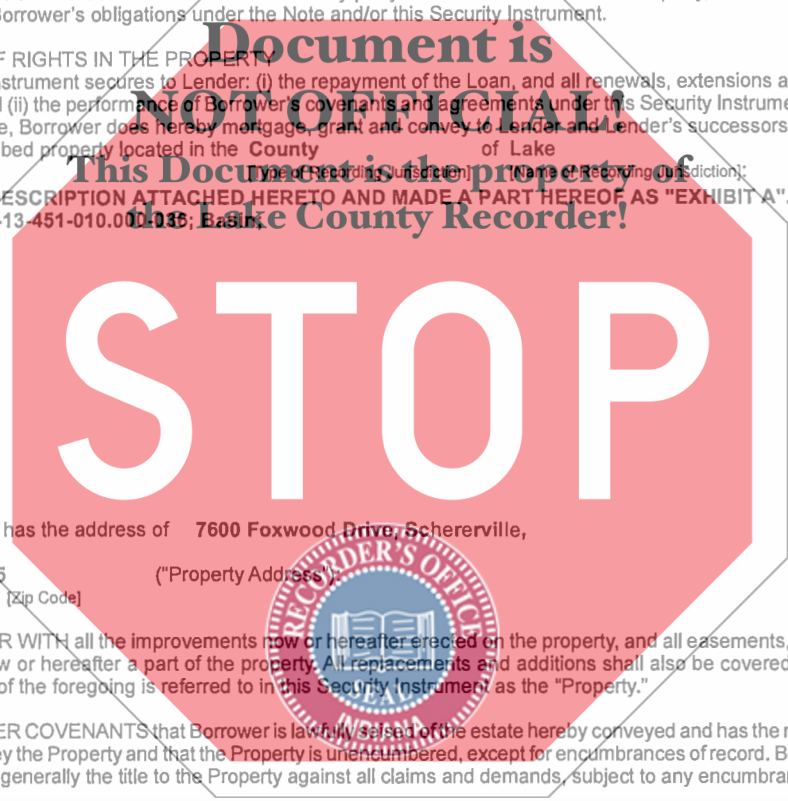 Borrower's obligations under the Note and/or this Security Instrument.
Document is
F RIGHTS IN THE PROPERTY
nstrument secures to Lender: (i) the repayment of the Loan, and all renewals, extensions a
(ii) the performance of Borrower's covenants and agreements under this Security Instrume
NOT OFFICIAL!
e, Borrower does hereby mortgage, grant and convey to Lender and Lender's successors
bed property located in the County of Lake
This Document is the property of
[Type of Recording Jurisdiction] [Name of Recording Jurisdiction]:
ESCRIPTION ATTACHED HERETO AND MADE A PART HEREOF AS "EXHIBIT A".
the Lake County Recorder!
-13-451-010.000-035; Basin;
STOP
has the address of 7600 Foxwood Drive, Schererville,
5 ("Property Address"):
[Zip Code]
RECORDER'S OFFICE
SEAL
INDIANA
R WITH all the improvements now or hereafter erected on the property, and all easements,
w or hereafter a part of the property. All replacements and additions shall also be covered
of the foregoing is referred to in this Security Instrument as the "Property."
ER COVENANTS that Borrower is lawfully seised of the estate hereby conveyed and has the r
ey the Property and that the Property is unencumbered, except for encumbrances of record. B
generally the title to the Property against all claims and demands, subject to any encumbra